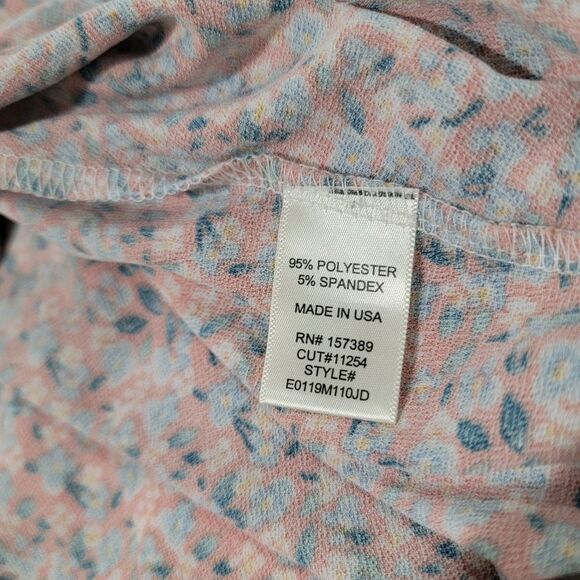 95% POLYESTER
5% SPANDEX
MADE IN USA
RN# 157389
CUT#11254
STYLE#
E0119M110JD